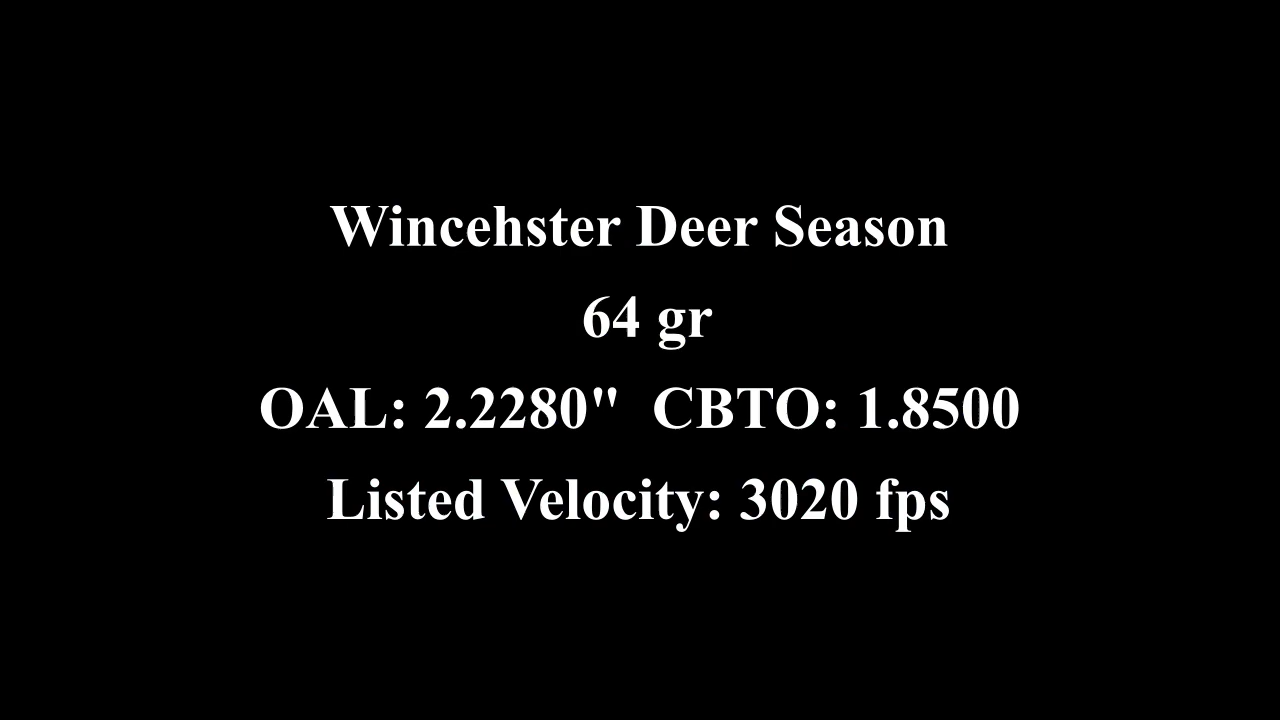 Wincehster Deer Season
64 gr
OAL: 2.2280"  CBTO: 1.8500
Listed Velocity: 3020 fps